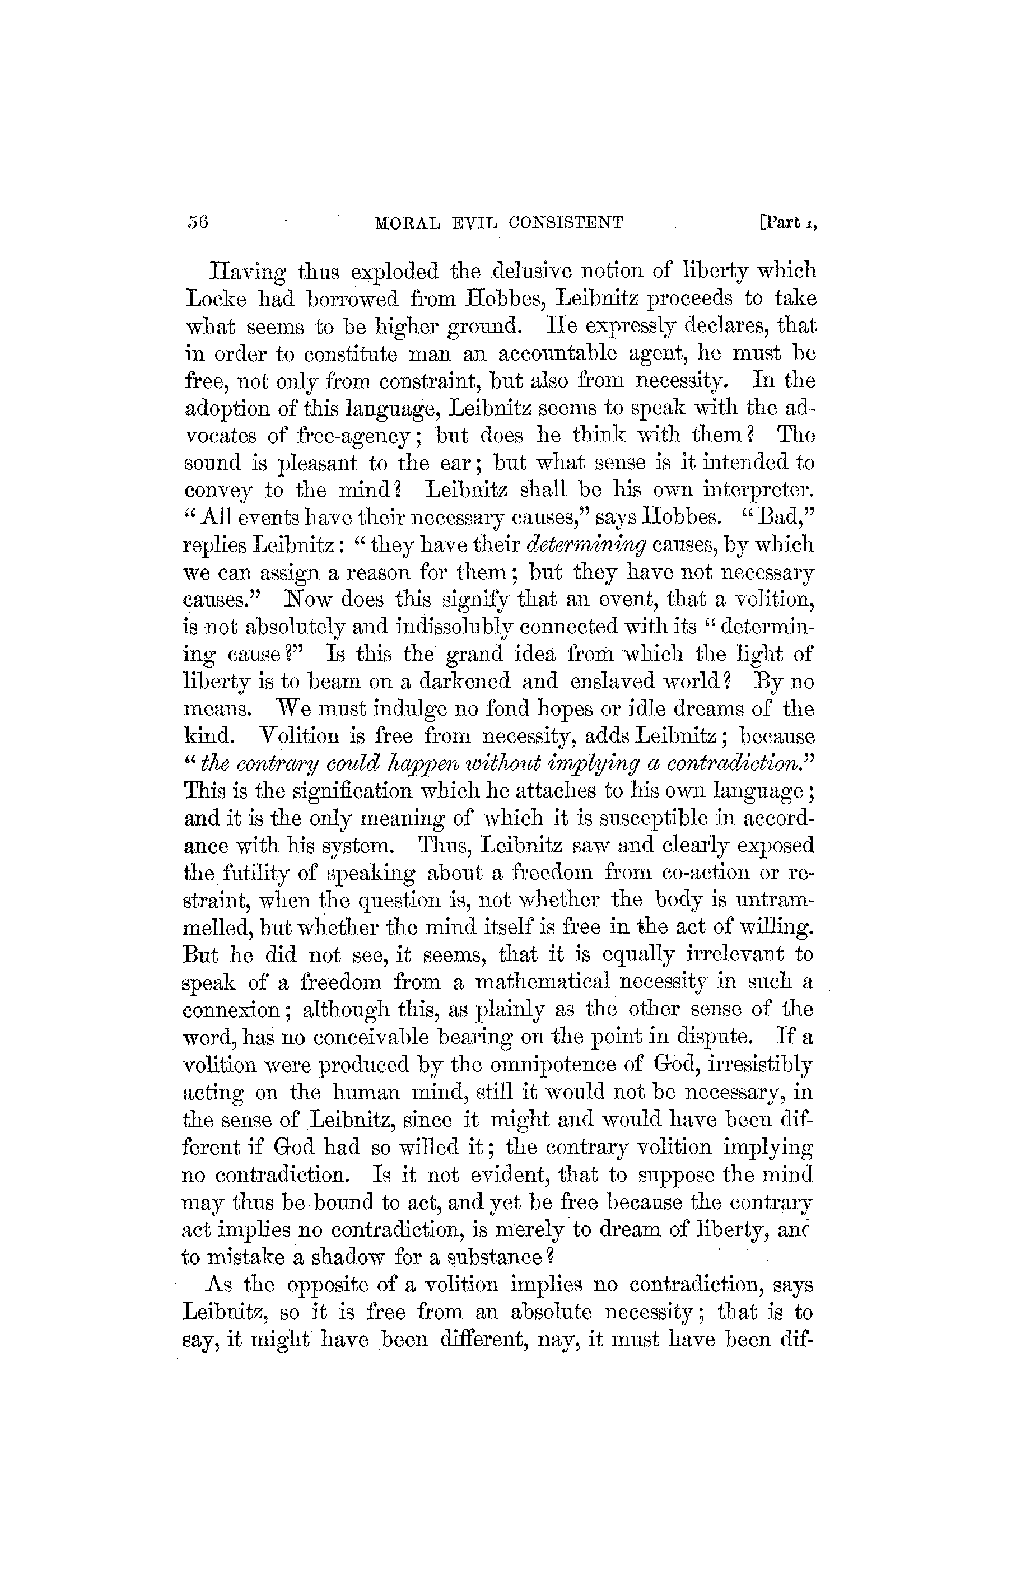 56 MORAL EVIL CONSISTENT [Part I,
Having thus exploded the delusive notion of liberty which
Locke had borrowed from Hobbes, Leibnitz proceeds to take
what seems to be higher ground. He expressly declares, that
in order to constitute man an accountable agent, he must be
free, not only from constraint, but also from necessity. In the
adoption of this language, Leibnitz seems to speak with the ad-
vocates of free-agency; but does he think with them? The
sound is pleasant to the ear; but what sense is it intended to
convey to the mind? Leibnitz shall be his own interpreter.
“All events have their necessary causes,” says Hobbes. “Bad,”
replies Leibnitz: “they have their determining causes, by which
we can assign a reason for them; but they have not necessary
causes.” Now does this signify that an event, that a volition,
is not absolutely and indissolubly connected with its “determin-
ing cause?” Is this the grand idea from which the light of
liberty is to beam on a darkened and enslaved world? By no
means. We must indulge no fond hopes or idle dreams of the
kind. Volition is free from necessity, adds Leibnitz; because
“the contrary could happen without implying a contradiction.”
This is the signification which he attaches to his own language;
and it is the only meaning of which it is susceptible in accord-
ance with his system. Thus, Leibnitz saw and clearly exposed
the futility of speaking about a freedom from co-action or re-
straint, when the question is, not whether the body is untram-
melled, but whether the mind itself is free in the act of willing.
But he did not see, it seems, that it is equally irrelevant to
speak of a freedom from a mathematical necessity in such a
connexion; although this, as plainly as the other sense of the
word, has no conceivable bearing on the point in dispute. If a
volition were produced by the omnipotence of God, irresistibly
acting on the human mind, still it would not be necessary, in
the sense of Leibnitz, since it might and would have been dif-
ferent if God had so willed it; the contrary volition implying
no contradiction. Is it not evident, that to suppose the mind
may thus be bound to act, and yet be free because the contrary
act implies no contradiction, is merely to dream of liberty, and
to mistake a shadow for a substance?
As the opposite of a volition implies no contradiction, says
Leibnitz, so it is free from an absolute necessity; that is to
say, it might have been different, nay, it must have been dif-